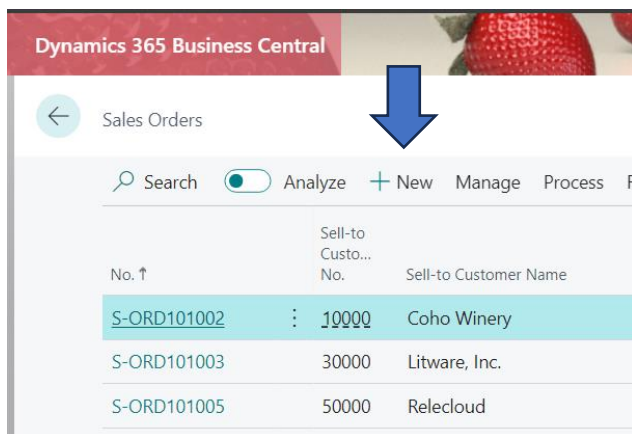 Dynamics 365 Business Central
Sales Orders
Search Analyze + New Manage Process
Sell-to
Custo...
No. ↑ No. Sell-to Customer Name
S-ORD101002 10000 Coho Winery
S-ORD101003 30000 Litware, Inc.
S-ORD101005 50000 Relecloud